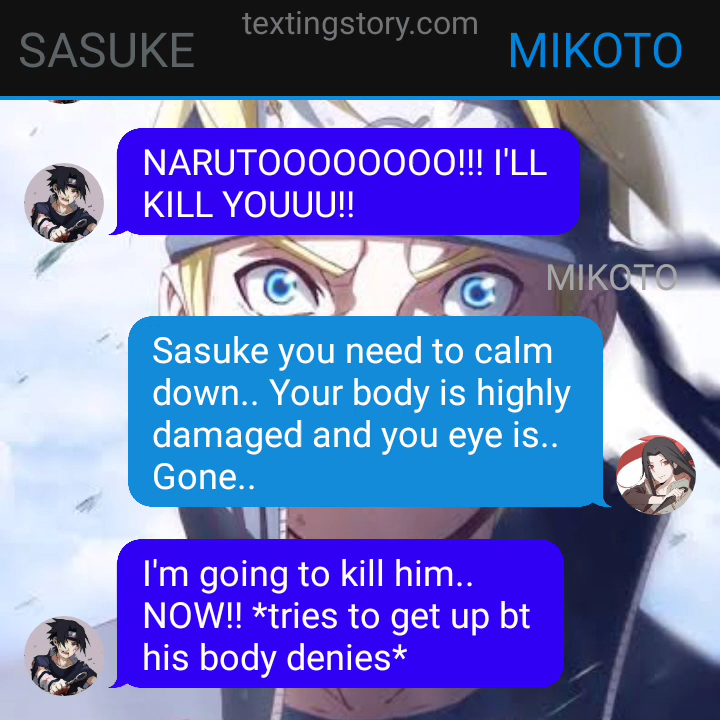 textingstory.com
SASUKE
MIKOTO
NARUTOOOOOOOO!!! I'LL
KILL YOUUU!!
MIKOTO
Sasuke you need to calm
down.. Your body is highly
damaged and you eye is..
Gone..
I'm going to kill him..
NOW!! *tries to get up bt
his body denies*